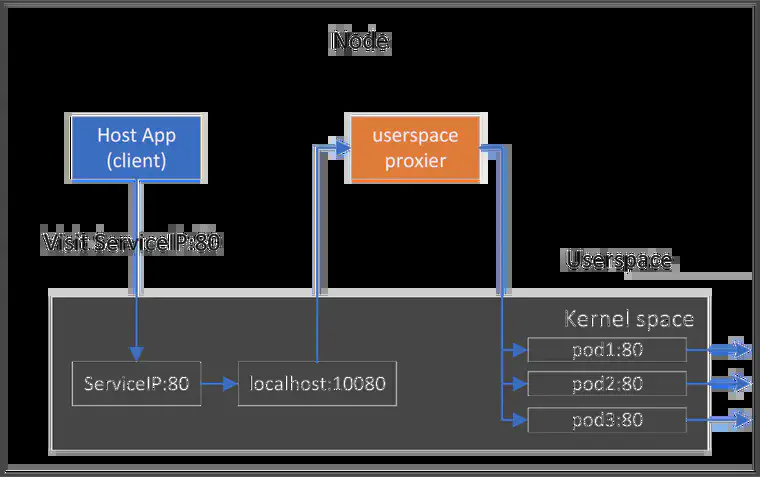 Node
Host App
(client)
userspace
proxier
Visit ServiceIP:80
Userspace
Kernel space
ServiceIP:80
localhost:10080
pod1:80
pod2:80
pod3:80